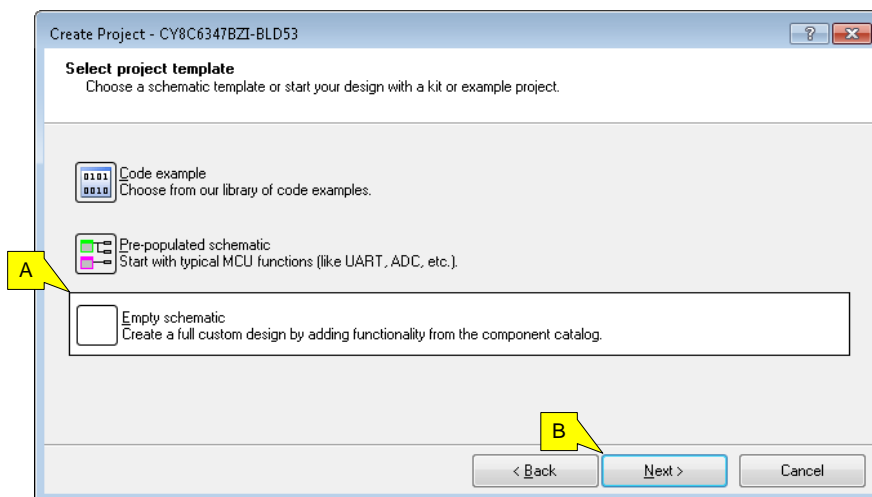 Create Project - CY8C6347BZI-BLD53
?
Select project template
Choose a schematic template or start your design with a kit or example project.
0101
0010
Code example
Choose from our library of code examples.
Pre-populated schematic
Start with typical MCU functions (like UART, ADC, etc.).
A
Empty schematic
Create a full custom design by adding functionality from the component catalog.
B
< Back
Next >
Cancel